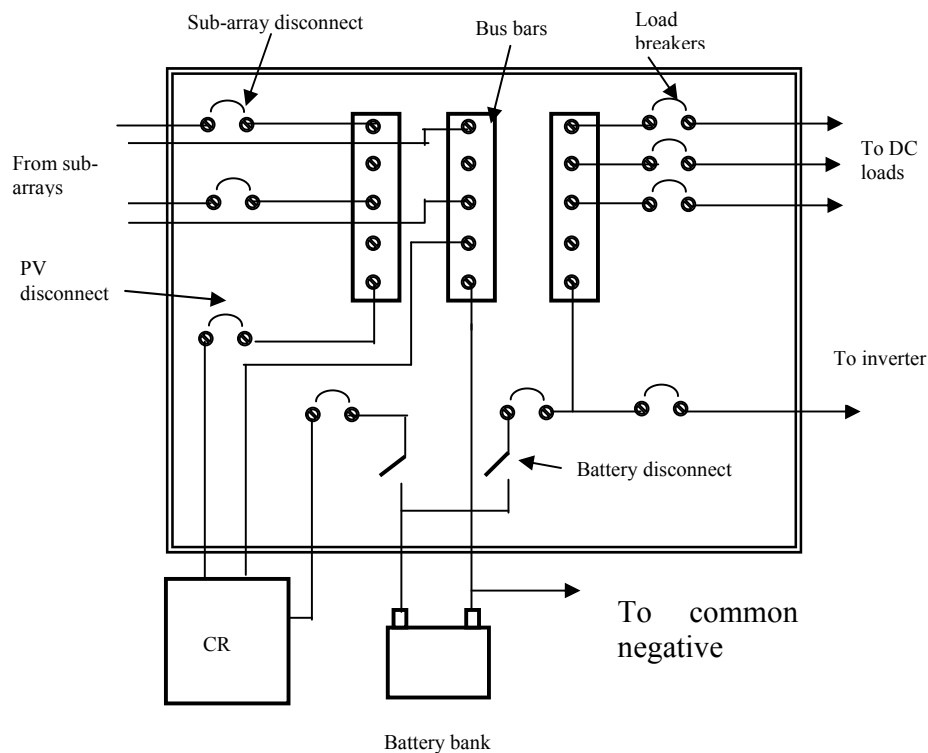 Sub-array disconnect
Bus bars
Load
breakers
From sub-
arrays
To DC
loads
PV
disconnect
To inverter
Battery disconnect
CR
To common
negative
Battery bank